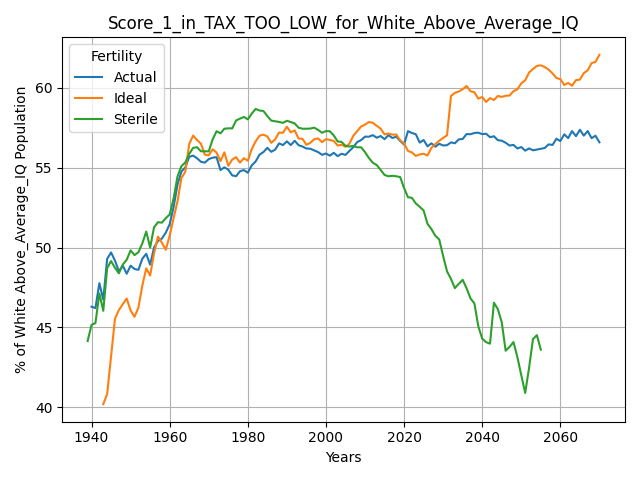 Score_1_in_TAX_TOO_LOW_for_White_Above_Average_IQ
% of White Above_Average_IQ Population
Fertility
Actual
Ideal
Sterile
60
55
50
45
40
1940
1960
1980
2000
2020
2040
2060
Years